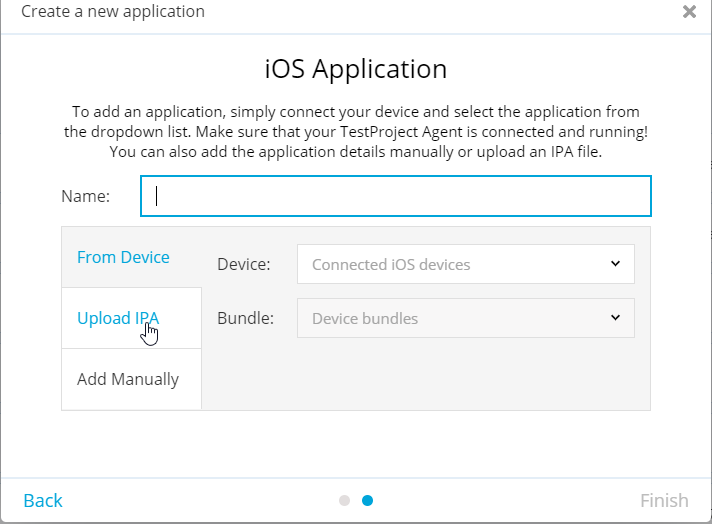 Create a new application
iOS Application
To add an application, simply connect your device and select the application from
the dropdown list. Make sure that your TestProject Agent is connected and running!
You can also add the application details manually or upload an IPA file.
Name:
From Device
Device:
Connected iOS devices
Upload IPA
Bundle:
Device bundles
Add Manually
Back
Finish